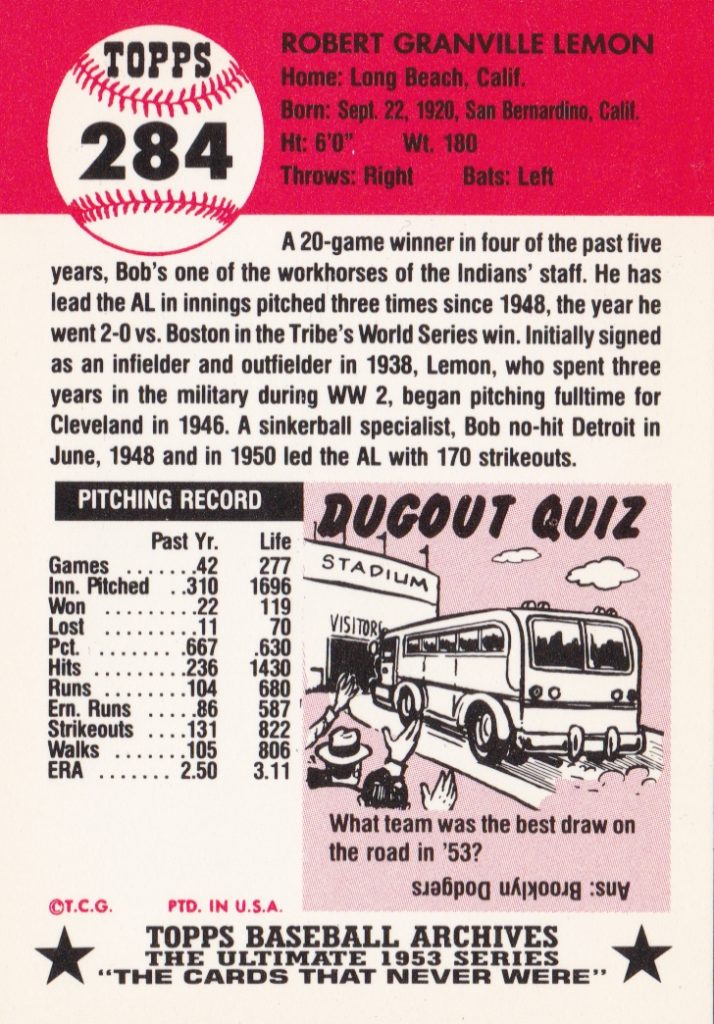 TOPPS
284
ROBERT GRANVILLE LEMON
Home: Long Beach, Calif.
Born: Sept. 22, 1920, San Bernardino, Calif.
Ht: 6'0" Wt. 180
Throws: Right Bats: Left
A 20-game winner in four of the past five
years, Bob's one of the workhorses of the Indians' staff. He has
lead the AL in innings pitched three times since 1948, the year he
went 2-0 vs. Boston in the Tribe's World Series win. Initially signed
as an infielder and outfielder in 1938, Lemon, who spent three
years in the military during WW 2, began pitching fulltime for
Cleveland in 1946. A sinkerball specialist, Bob no-hit Detroit in
June, 1948 and in 1950 led the AL with 170 strikeouts.
PITCHING RECORD
Past Yr. Life
Games .......42 277
Inn. Pitched ..310 1696
Won .........22 119
Lost .........11 70
Pct. ........667 .630
Hits ........236 1430
Runs .......104 680
Ern. Runs ....86 587
Strikeouts ....131 822
Walks .......105 806
ERA .......2.50 3.11
DUGOUT QUIZ
STADIUM
VISITORS
What team was the best draw on
the road in '53?
Ans: Brooklyn Dodgers
©T.C.G. PTD. IN U.S.A.
TOPPS BASEBALL ARCHIVES
THE ULTIMATE 1953 SERIES
"THE CARDS THAT NEVER WERE"